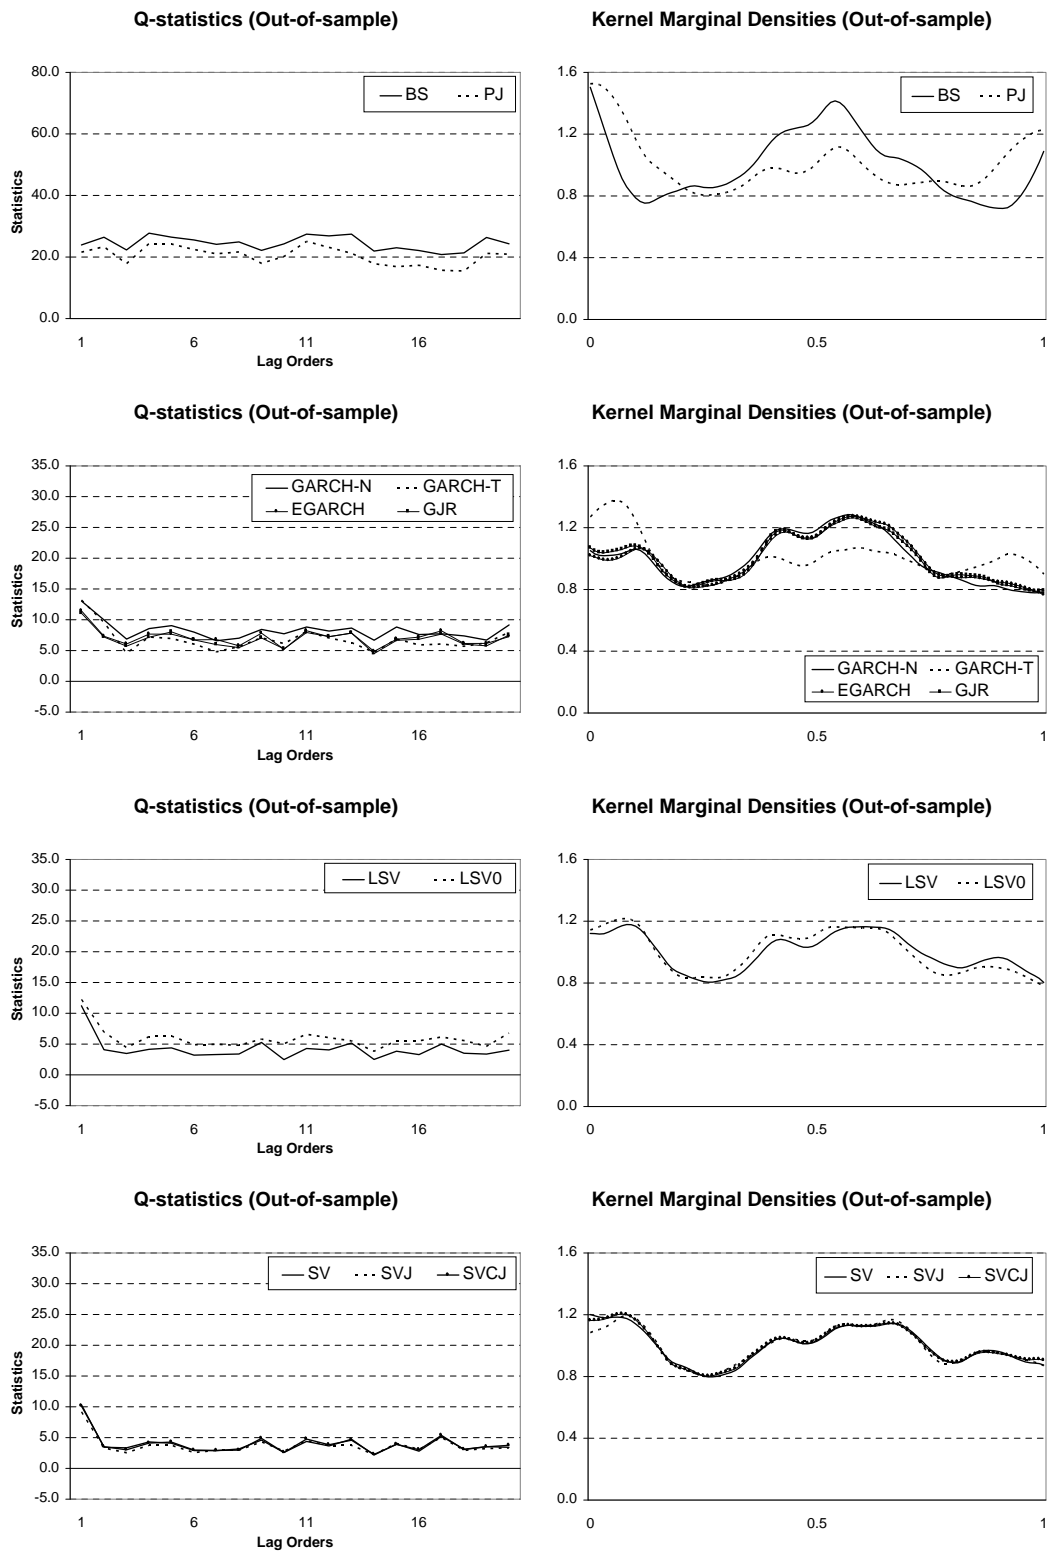 Q-statistics (Out-of-sample)
80.0
60.0
40.0
20.0
0.0
Statistics
BS PJ
1 6 11 16
Lag Orders
Kernel Marginal Densities (Out-of-sample)
1.6
1.2
0.8
0.4
0.0
BS PJ
0 0.5 1
Q-statistics (Out-of-sample)
35.0
30.0
25.0
20.0
15.0
10.0
5.0
0.0
-5.0
Statistics
GARCH-N GARCH-T
EGARCH GJR
1 6 11 16
Lag Orders
Kernel Marginal Densities (Out-of-sample)
1.6
1.2
0.8
0.4
0.0
GARCH-N GARCH-T
EGARCH GJR
0 0.5 1
Q-statistics (Out-of-sample)
35.0
30.0
25.0
20.0
15.0
10.0
5.0
0.0
-5.0
Statistics
LSV LSV0
1 6 11 16
Lag Orders
Kernel Marginal Densities (Out-of-sample)
1.6
1.2
0.8
0.4
0.0
LSV LSV0
0 0.5 1
Q-statistics (Out-of-sample)
35.0
30.0
25.0
20.0
15.0
10.0
5.0
0.0
-5.0
Statistics
SV SVJ SVCJ
1 6 11 16
Lag Orders
Kernel Marginal Densities (Out-of-sample)
1.6
1.2
0.8
0.4
0.0
SV SVJ SVCJ
0 0.5 1